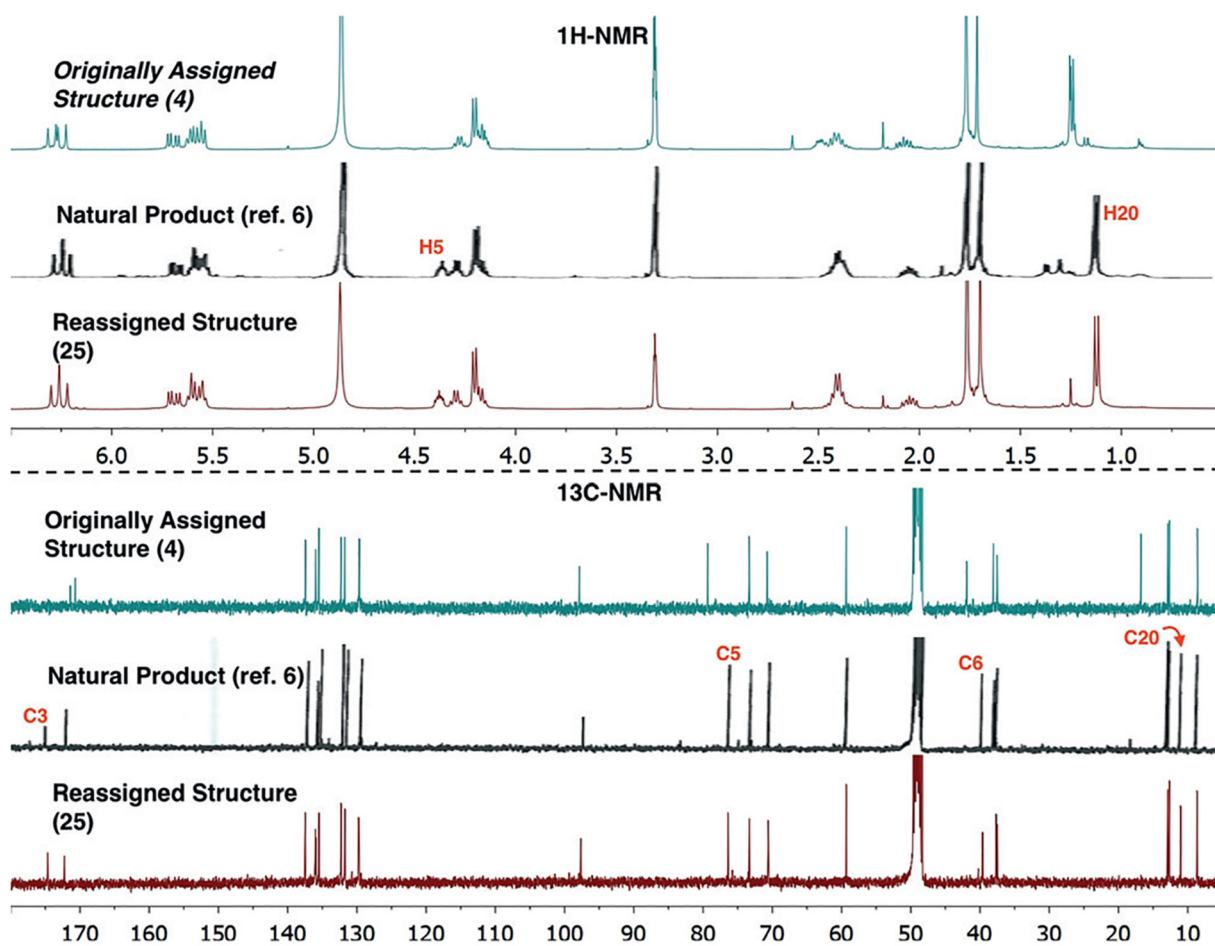 1H-NMR
Originally Assigned
Structure (4)
Natural Product (ref. 6)
H5
H20
Reassigned Structure
(25)
6.0 5.5 5.0 4.5 4.0 3.5 3.0 2.5 2.0 1.5 1.0
13C-NMR
Originally Assigned
Structure (4)
C3
Natural Product (ref. 6)
C5
C6
C20
Reassigned Structure
(25)
170 160 150 140 130 120 110 100 90 80 70 60 50 40 30 20 10